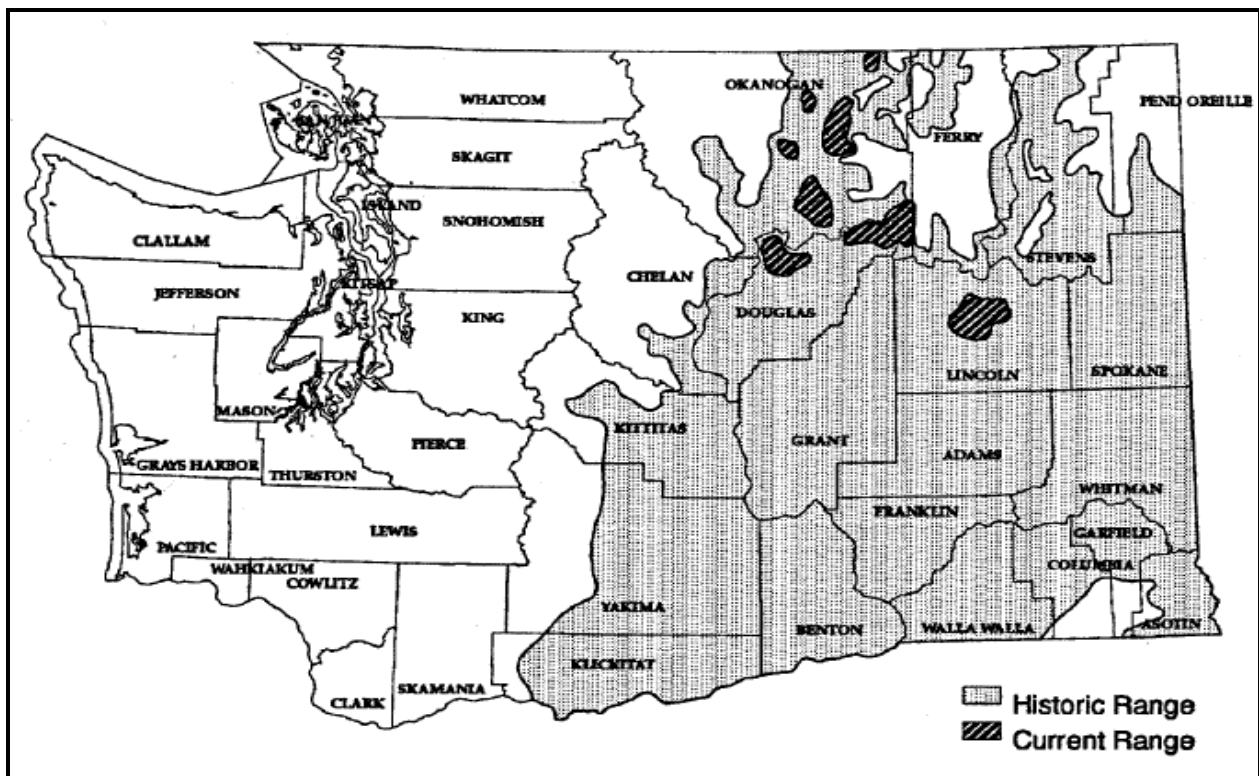 WHATCOM
OKANOGAN
PEND OREILLE
FERRY
SKAGIT
ISLAND
SNOHOMISH
CLALLAM
STEVENS
CHELAN
JEFFERSON
KITSAP
KING
DOUGLAS
LINCOLN
SPOKANE
MASON
KITTITAS
PIERCE
GRANT
ADAMS
GRAYS HARBOR
THURSTON
WHITMAN
FRANKLIN
LEWIS
GARFIELD
PACIFIC
WAHKIAKUM
COLUMBIA
COWLITZ
YAKIMA
BENTON
WALLA WALLA
ASOTIN
KLICKITAT
SKAMANIA
CLARK
Historic Range
Current Range